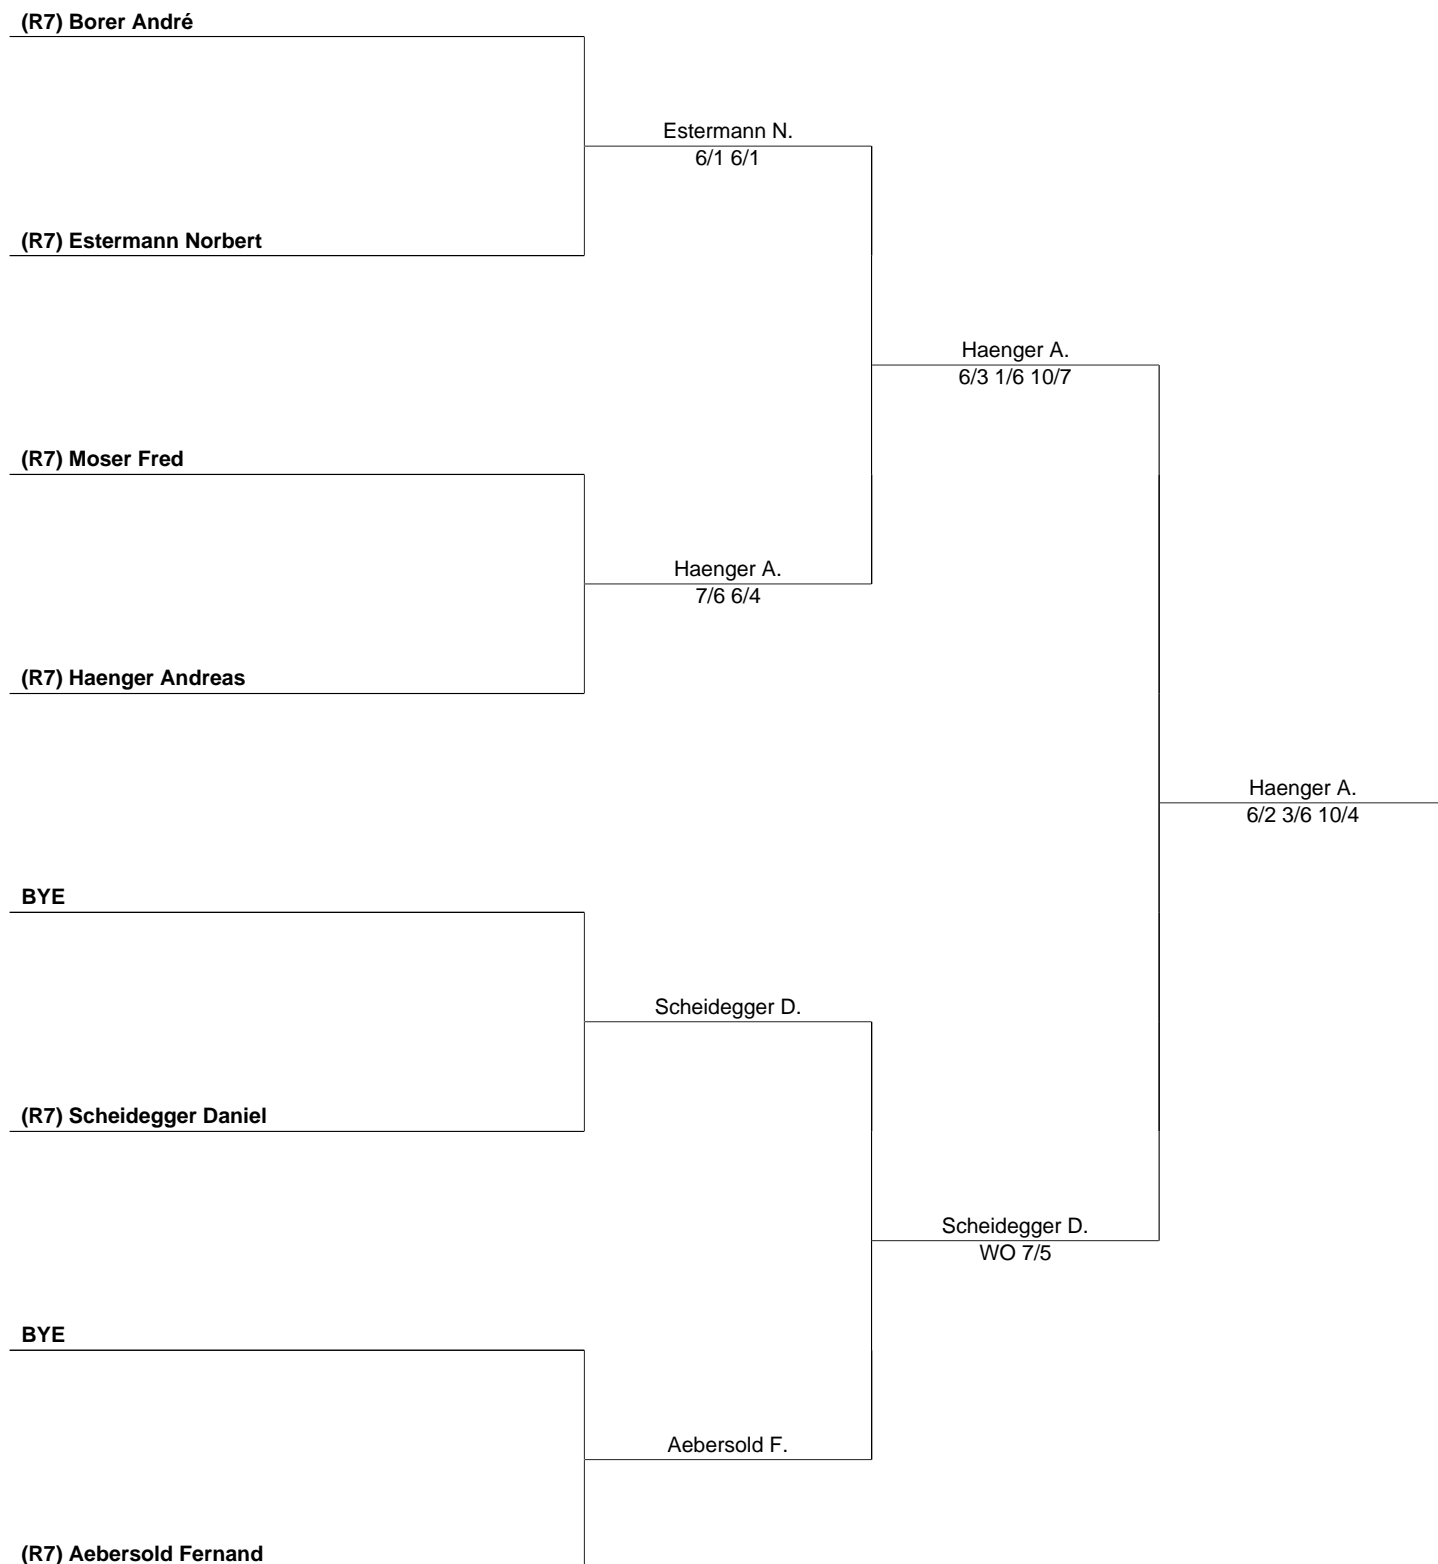 (R7) Borer André
Estermann N.
6/1 6/1
(R7) Estermann Norbert
Haenger A.
6/3 1/6 10/7
(R7) Moser Fred
Haenger A.
7/6 6/4
(R7) Haenger Andreas
Haenger A.
6/2 3/6 10/4
BYE
Scheidegger D.
(R7) Scheidegger Daniel
Scheidegger D.
WO 7/5
BYE
Aebersold F.
(R7) Aebersold Fernand